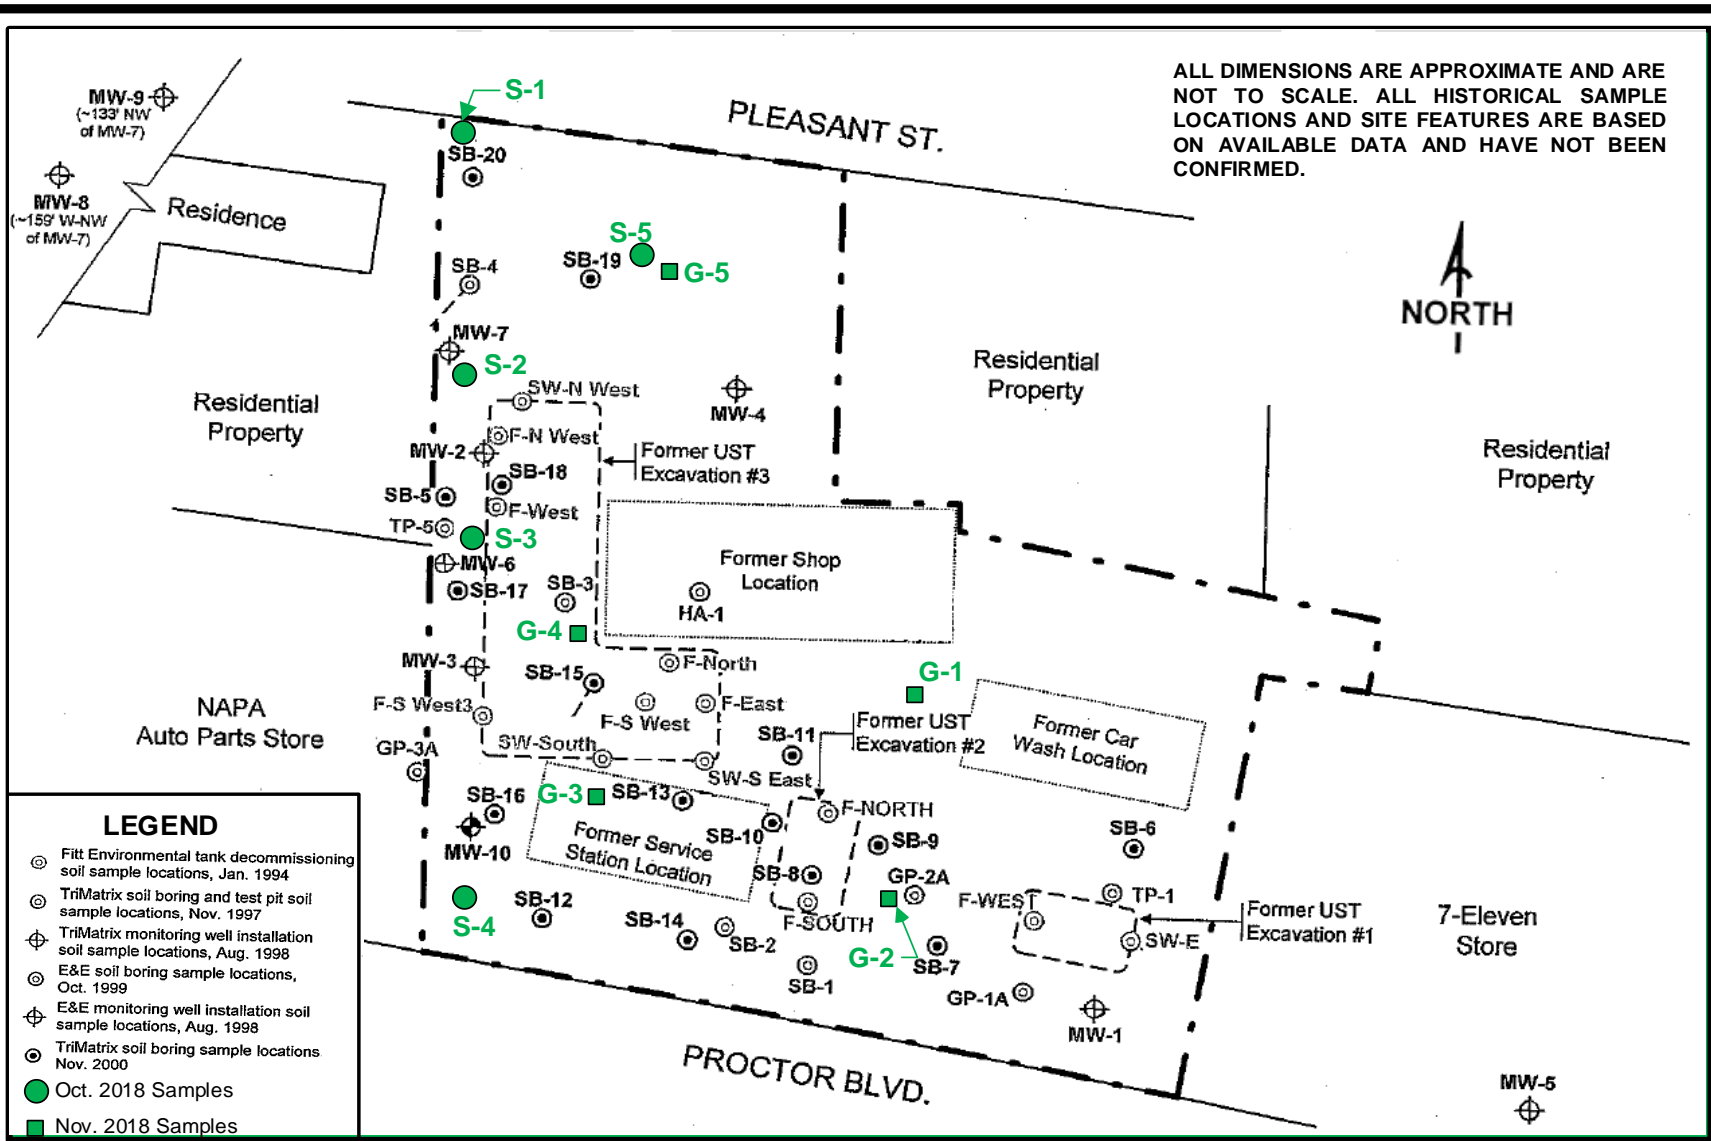 ALL DIMENSIONS ARE APPROXIMATE AND ARE
NOT TO SCALE. ALL HISTORICAL SAMPLE
LOCATIONS AND SITE FEATURES ARE BASED
ON AVAILABLE DATA AND HAVE NOT BEEN
CONFIRMED.
MW-9
(~133' NW
of MW-7)
S-1
PLEASANT ST.
SB-20
MW-8
(~159' W-NW
of MW-7)
Residence
S-5
SB-19
G-5
SB-4
NORTH
MW-7
S-2
SW-N West
MW-4
Residential
Property
Residential
Property
Residential
Property
F-N West
MW-2
Former UST
Excavation #3
SB-18
SB-5
F-West
TP-5
S-3
MW-6
SB-17
SB-3
Former Shop
Location
HA-1
G-4
MW-3
F-North
SB-15
G-1
F-S West3
F-S West
F-East
NAPA
Auto Parts Store
GP-3A
SW-South
SB-11
Former UST
Excavation #2
Former Car
Wash Location
SW-S East
SB-16
G-3
SB-13
F-NORTH
MW-10
Former Service
Station Location
SB-10
SB-9
SB-6
SB-8
GP-2A
S-4
SB-12
SB-14
SB-2
F-SOUTH
F-WEST
TP-1
SW-E
Former UST
Excavation #1
7-Eleven
Store
G-2
SB-7
SB-1
GP-1A
MW-1
PROCTOR BLVD.
MW-5
LEGEND
Fitt Environmental tank decommissioning
soil sample locations, Jan. 1994
TriMatrix soil boring and test pit soil
sample locations, Nov. 1997
TriMatrix monitoring well installation
soil sample locations, Aug. 1998
E&E soil boring sample locations,
Oct. 1999
E&E monitoring well installation soil
sample locations, Aug. 1998
TriMatrix soil boring sample locations
Nov. 2000
Oct. 2018 Samples
Nov. 2018 Samples